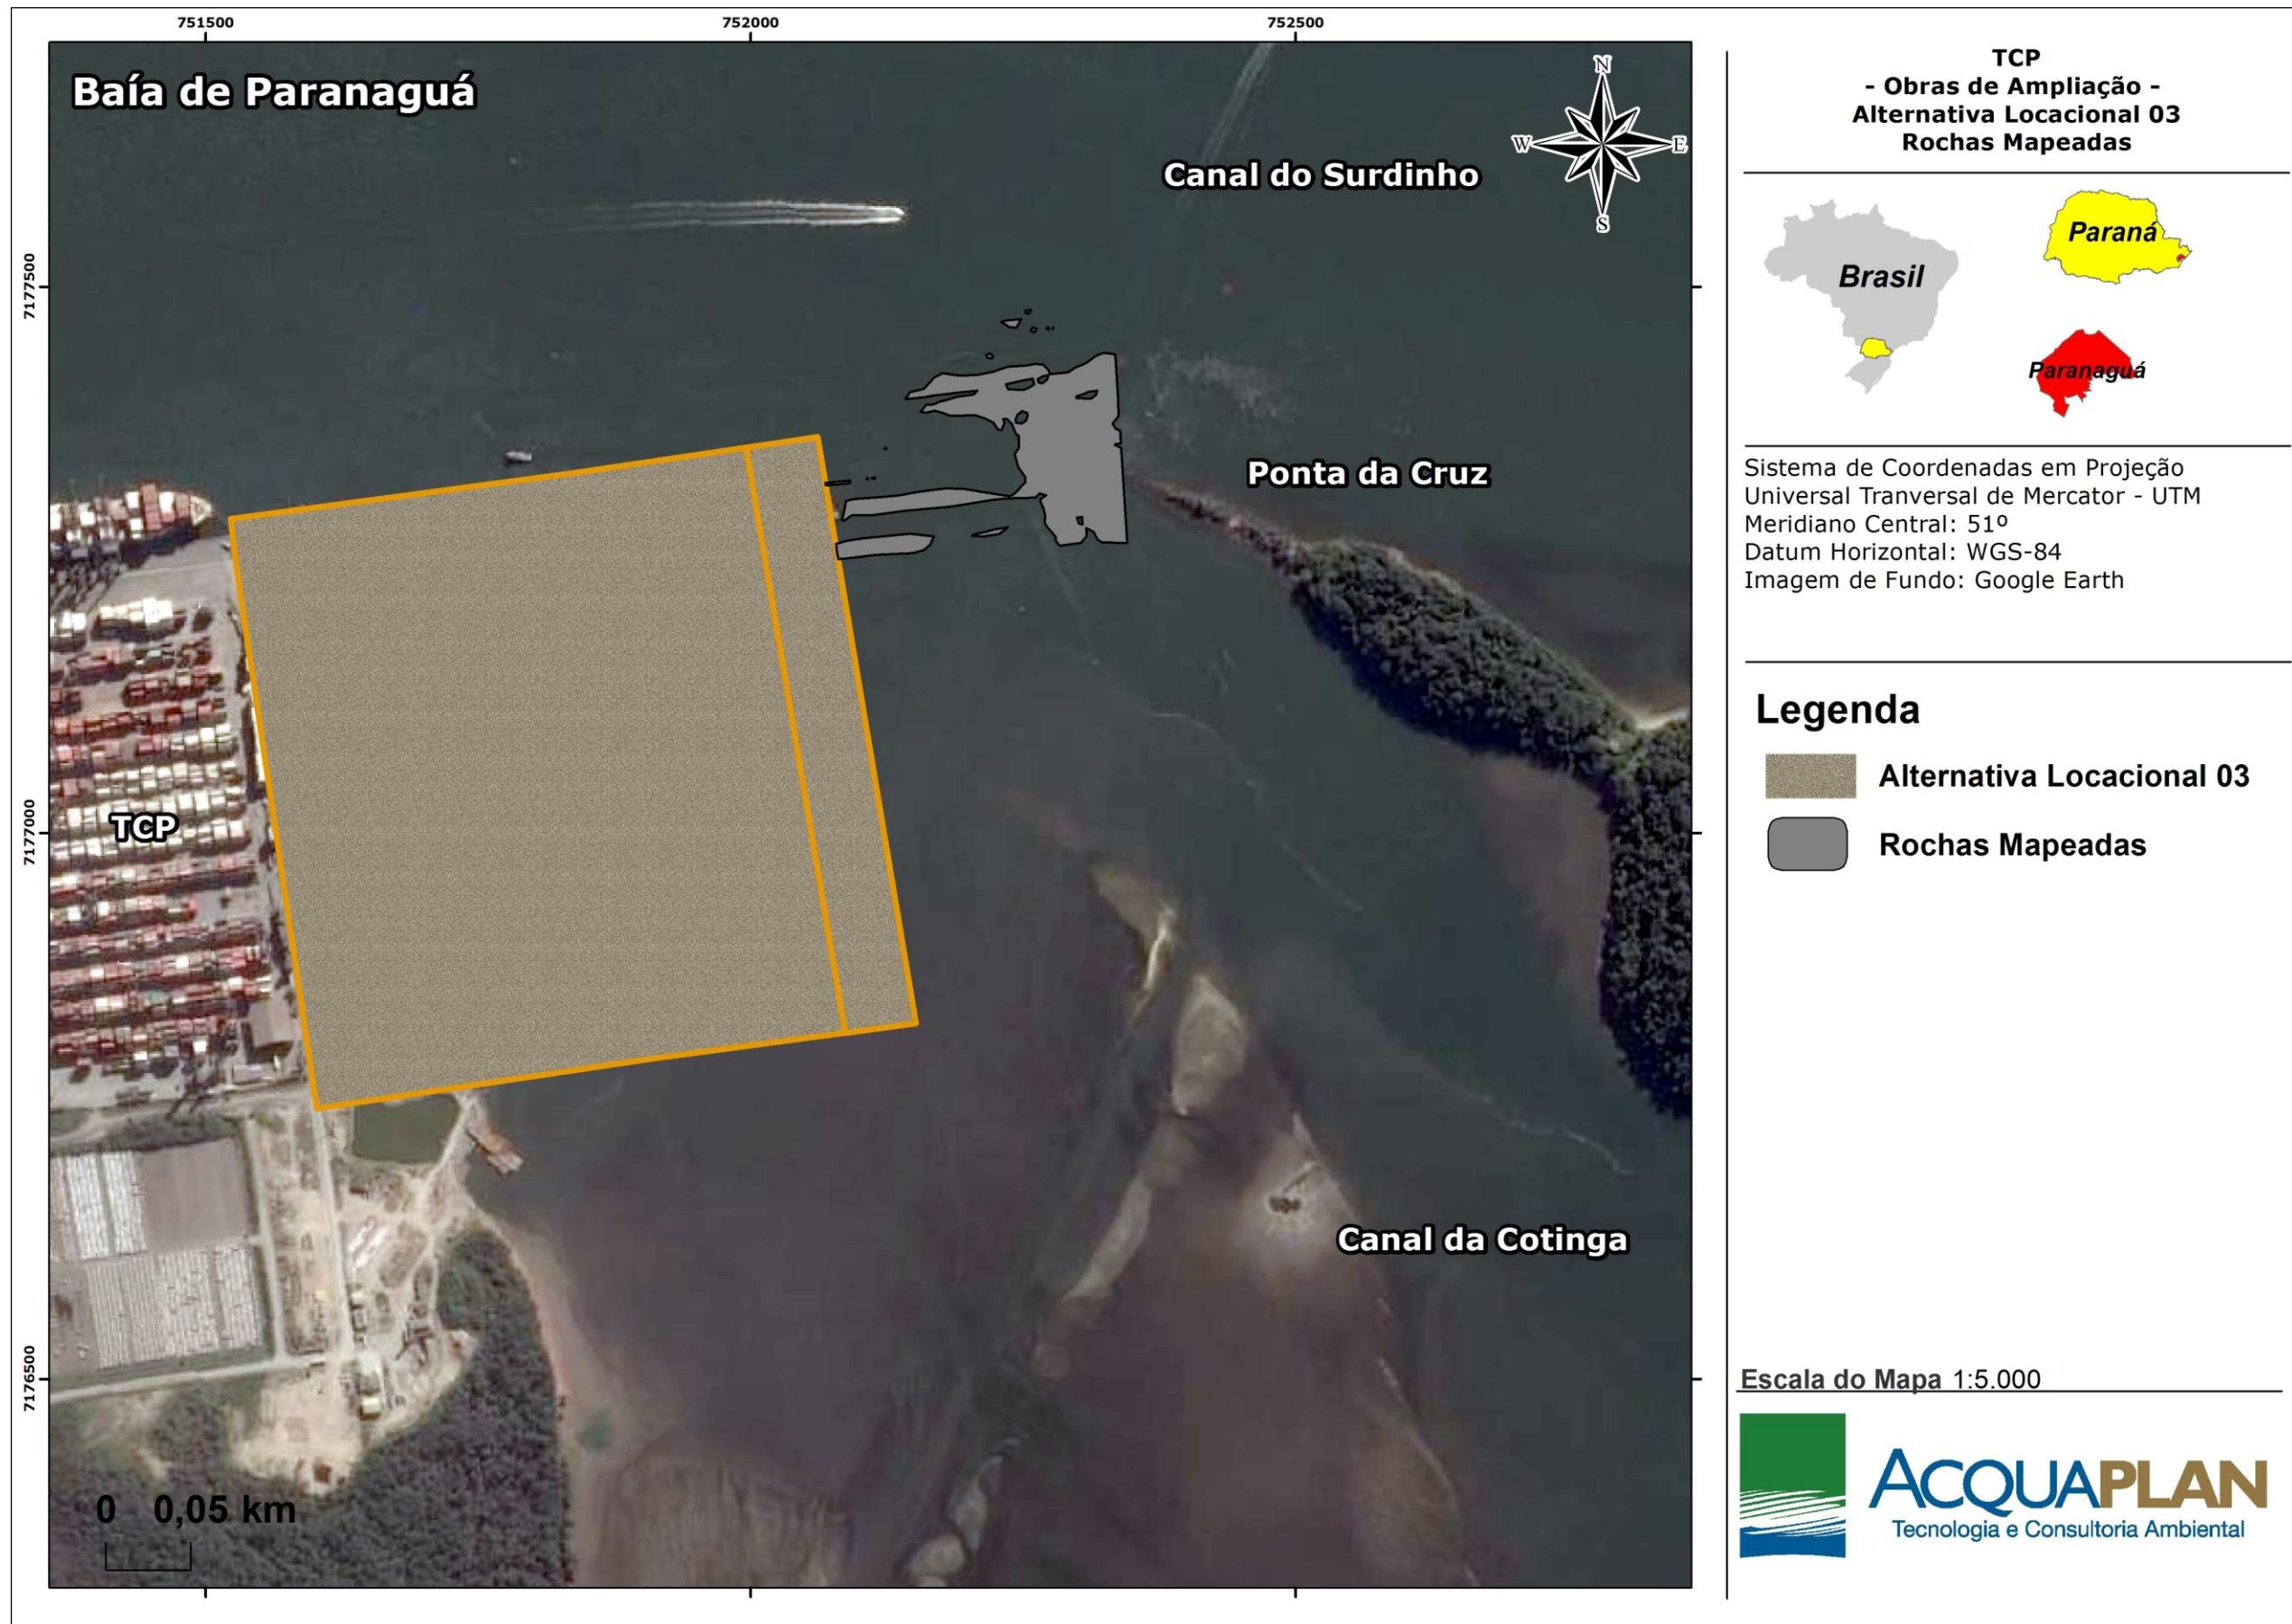 751500
752000
752500
Baía de Paranaguá
N
W
E
S
Canal do Surdinho
7177500
Ponta da Cruz
7177000
TCP
Canal da Cotinga
7176500
0 0,05 km
TCP
- Obras de Ampliação -
Alternativa Locacional 03
Rochas Mapeadas
Brasil
Paraná
Paranaguá
Sistema de Coordenadas em Projeção
Universal Tranversal de Mercator - UTM
Meridiano Central: 51º
Datum Horizontal: WGS-84
Imagem de Fundo: Google Earth
Legenda
Alternativa Locacional 03
Rochas Mapeadas
Escala do Mapa 1:5.000
ACQUAPLAN
Tecnologia e Consultoria Ambiental